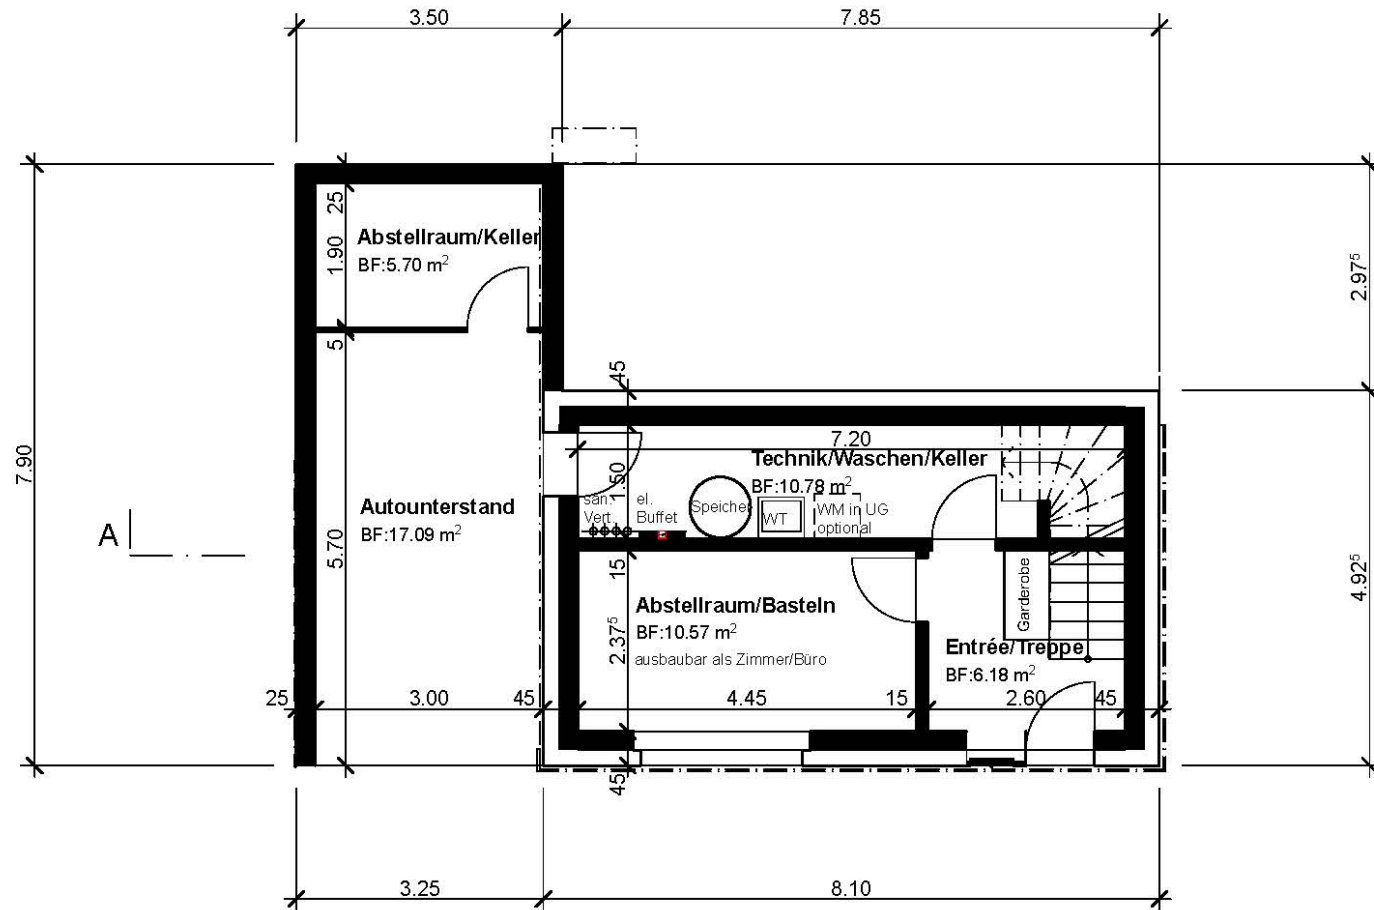 3.50
7.85
25
Abstellraum/Keller
BF:5.70 m²
1.90
2.97⁵
5
45
7.90
7.20
Technik/Waschen/Keller
BF:10.78 m²
1.50
san.
Vert.
el.
Buffet
Speicher
WT
WM in UG
optional
Autounterstand
BF:17.09 m²
A
5.70
15
E
Garderobe
4.92⁵
Abstellraum/Basteln
BF:10.57 m²
ausbaubar als Zimmer/Büro
2.37⁵
Entrée/Treppe
BF:6.18 m²
25
3.00
45
4.45
15
2.60
45
45
3.25
8.10